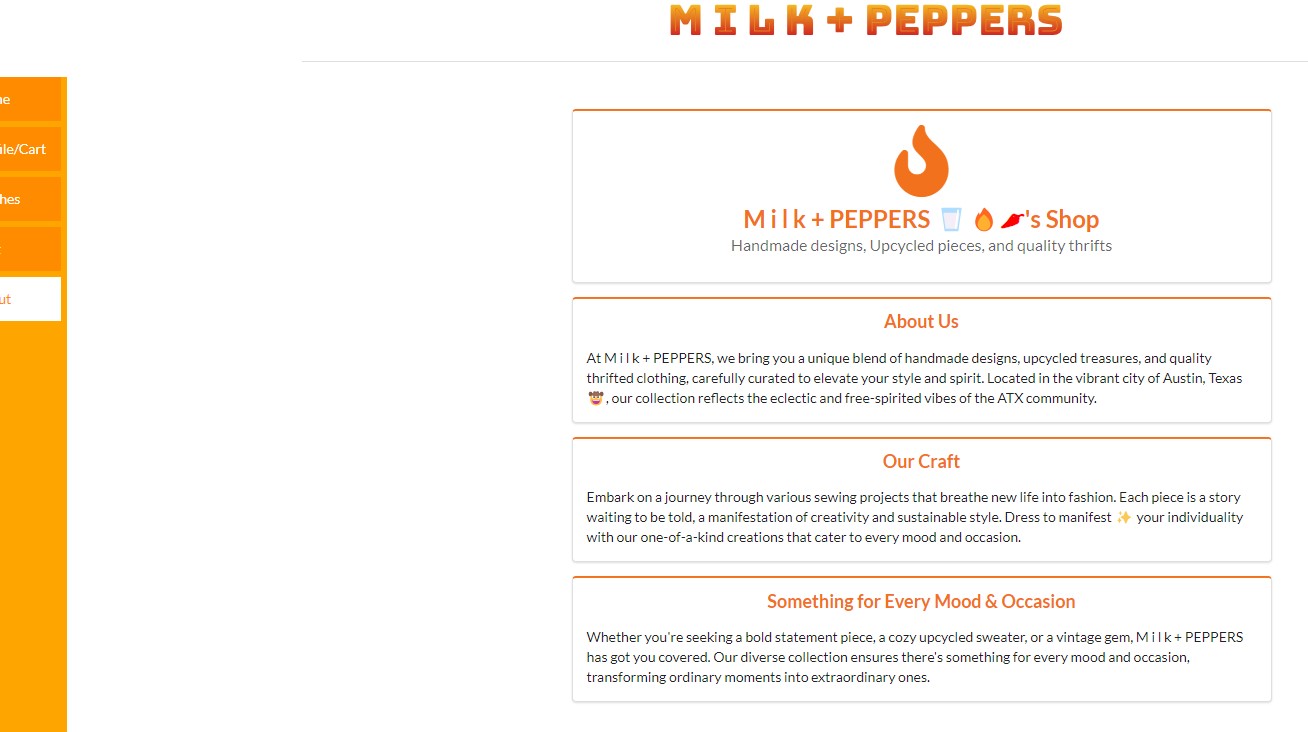 M I L K + PEPPERS
ile/Cart
M i l k + PEPPERS 🥛 🔥 🌶️'s Shop
Handmade designs, Upcycled pieces, and quality thrifts
About Us
At M i l k + PEPPERS, we bring you a unique blend of handmade designs, upcycled treasures, and quality
thrifted clothing, carefully curated to elevate your style and spirit. Located in the vibrant city of Austin, Texas
🤠, our collection reflects the eclectic and free-spirited vibes of the ATX community.
Our Craft
Embark on a journey through various sewing projects that breathe new life into fashion. Each piece is a story
waiting to be told, a manifestation of creativity and sustainable style. Dress to manifest ✨ your individuality
with our one-of-a-kind creations that cater to every mood and occasion.
Something for Every Mood & Occasion
Whether you're seeking a bold statement piece, a cozy upcycled sweater, or a vintage gem, M i l k + PEPPERS
has got you covered. Our diverse collection ensures there's something for every mood and occasion,
transforming ordinary moments into extraordinary ones.